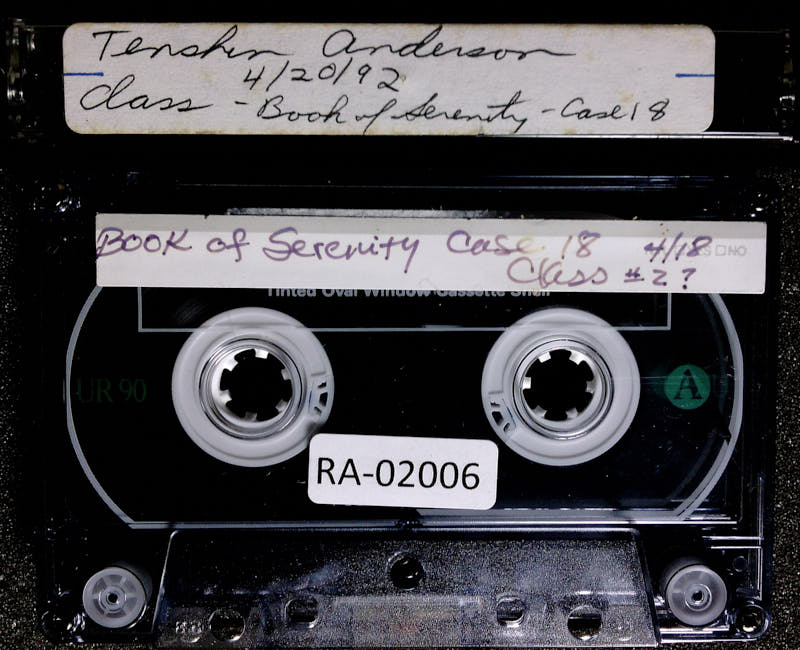 Tenshin Anderson
4/20/92
Class - Book of Serenity - Case 18
Book of Serenity Case 18 4/18
NO
Class #2?
Tinted Oval Window Cassette Shell
UR 90
A
RA-02006